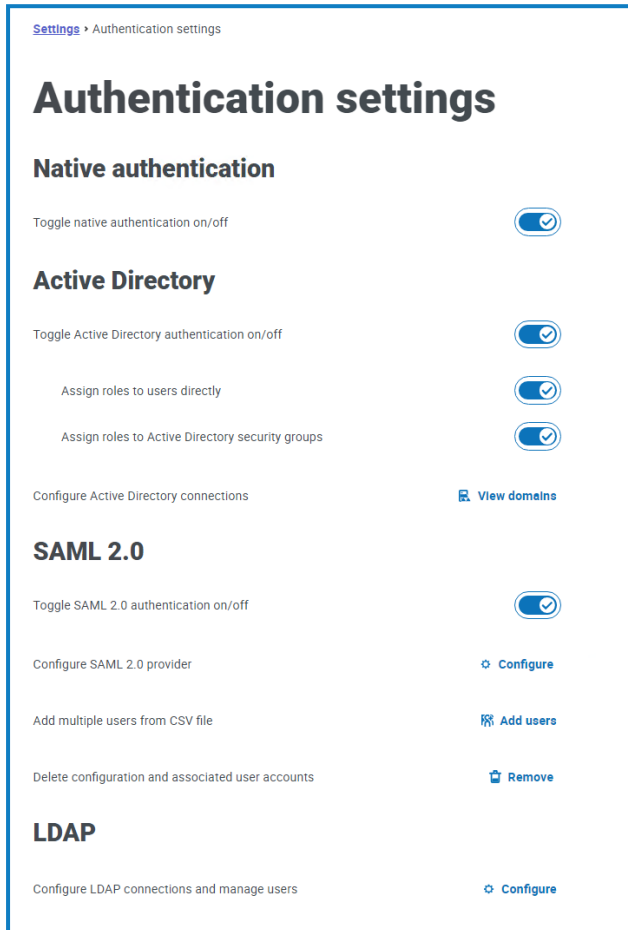 Settings › Authentication settings
Authentication settings
Native authentication
Toggle native authentication on/off
Active Directory
Toggle Active Directory authentication on/off
Assign roles to users directly
Assign roles to Active Directory security groups
Configure Active Directory connections View domains
SAML 2.0
Toggle SAML 2.0 authentication on/off
Configure SAML 2.0 provider Configure
Add multiple users from CSV file Add users
Delete configuration and associated user accounts Remove
LDAP
Configure LDAP connections and manage users Configure